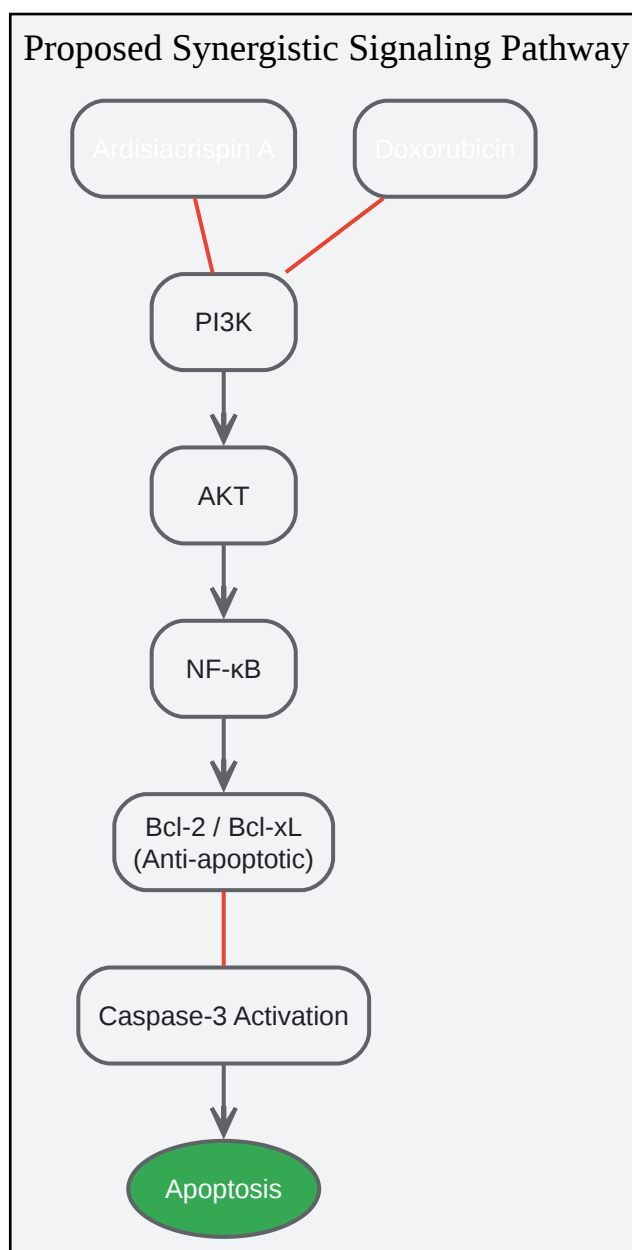 Proposed Synergistic Signaling Pathway
Ardisiacrispin A
Doxorubicin
PI3K
AKT
NF-κB
Bcl-2 / Bcl-xL
(Anti-apoptotic)
Caspase-3 Activation
Apoptosis